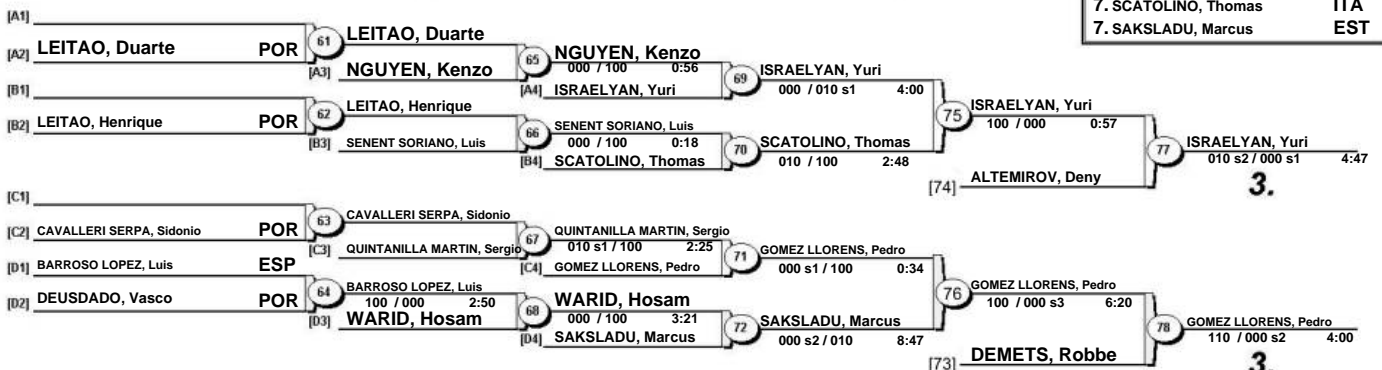 7. SCATOLINO, Thomas ITA
7. SAKSLADU, Marcus EST
[A1]
[A2] LEITAO, Duarte POR
61 LEITAO, Duarte
[A3] NGUYEN, Kenzo
65 NGUYEN, Kenzo
000 / 100 0:56
[A4] ISRAELYAN, Yuri
69 ISRAELYAN, Yuri
000 / 010 s1 4:00
[B1]
[B2] LEITAO, Henrique POR
62 LEITAO, Henrique
[B3] SENENT SORIANO, Luis
66 SENENT SORIANO, Luis
000 / 100 0:18
[B4] SCATOLINO, Thomas
70 SCATOLINO, Thomas
010 / 100 2:48
75 ISRAELYAN, Yuri
100 / 000 0:57
[74] ALTEMIROV, Deny
77 ISRAELYAN, Yuri
010 s2 / 000 s1 4:47
3.
[C1]
[C2] CAVALLERI SERPA, Sidonio POR
63 CAVALLERI SERPA, Sidonio
[C3] QUINTANILLA MARTIN, Sergio
67 QUINTANILLA MARTIN, Sergio
010 s1 / 100 2:25
[C4] GOMEZ LLORENS, Pedro
71 GOMEZ LLORENS, Pedro
000 s1 / 100 0:34
[D1] BARROSO LOPEZ, Luis ESP
[D2] DEUSDADO, Vasco POR
64 BARROSO LOPEZ, Luis
100 / 000 2:50
[D3] WARID, Hosam
68 WARID, Hosam
000 / 100 3:21
[D4] SAKSLADU, Marcus
72 SAKSLADU, Marcus
000 s2 / 010 8:47
76 GOMEZ LLORENS, Pedro
100 / 000 s3 6:20
[73] DEMETS, Robbe
78 GOMEZ LLORENS, Pedro
110 / 000 s2 4:00
3.